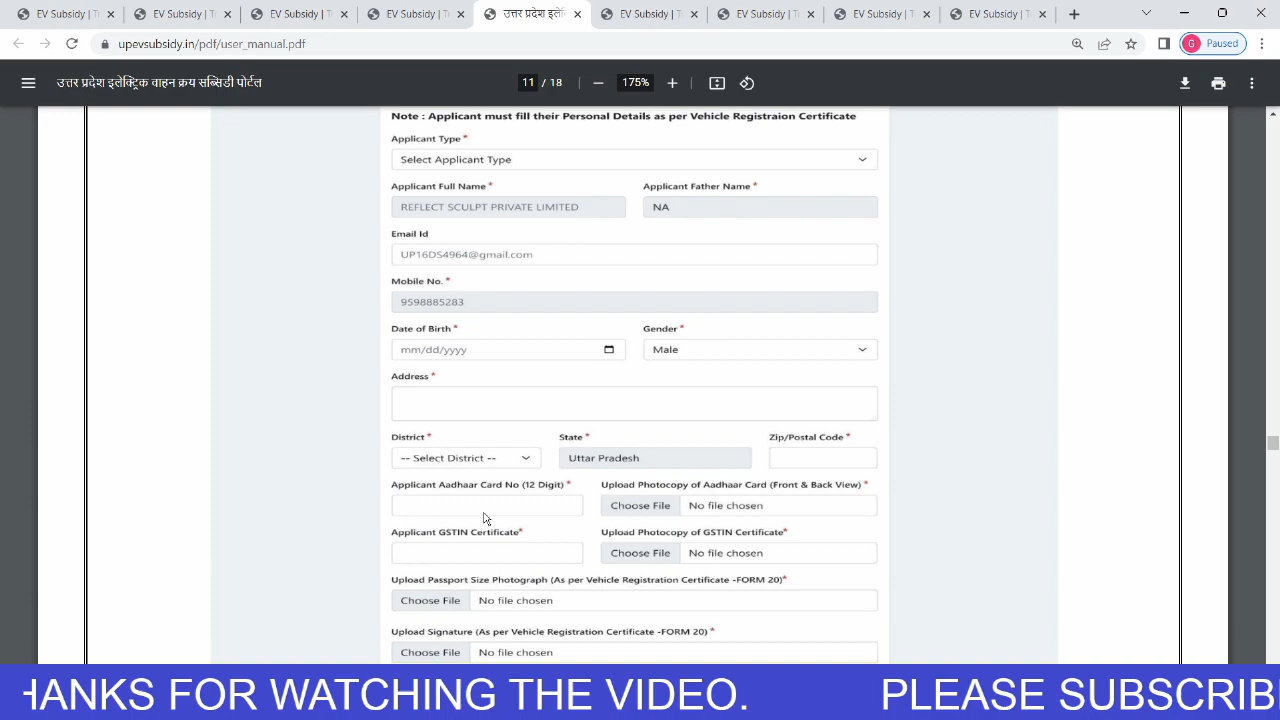 EV Subsidy | T
EV Subsidy | T
EV Subsidy | T
EV Subsidy | T
उत्तर प्रदेश इले
EV Subsidy | T
EV Subsidy | T
EV Subsidy | T
EV Subsidy | T
upevsubsidy.in/pdf/user_manual.pdf
G
Paused
उत्तर प्रदेश इलेक्ट्रिक वाहन क्रय सब्सिडी पोर्टल
11 / 18
175%
Note : Applicant must fill their Personal Details as per Vehicle Registraion Certificate
Applicant Type *
Select Applicant Type
Applicant Full Name * Applicant Father Name *
REFLECT SCULPT PRIVATE LIMITED NA
Email Id
UP16DS4964@gmail.com
Mobile No. *
9598885283
Date of Birth * Gender *
mm/dd/yyyy Male
Address *
District * State * Zip/Postal Code *
-- Select District -- Uttar Pradesh
Applicant Aadhaar Card No (12 Digit) * Upload Photocopy of Aadhaar Card (Front & Back View) *
Choose File No file chosen
Applicant GSTIN Certificate* Upload Photocopy of GSTIN Certificate*
Choose File No file chosen
Upload Passport Size Photograph (As per Vehicle Registration Certificate -FORM 20)*
Choose File No file chosen
Upload Signature (As per Vehicle Registration Certificate -FORM 20) *
Choose File No file chosen
HANKS FOR WATCHING THE VIDEO. PLEASE SUBSCRIB